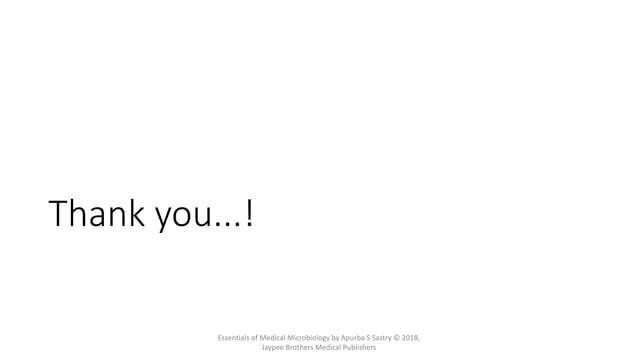 Thank you...!
Essentials of Medical Microbiology by Apurba S Sastry © 2018,
Jaypee Brothers Medical Publishers